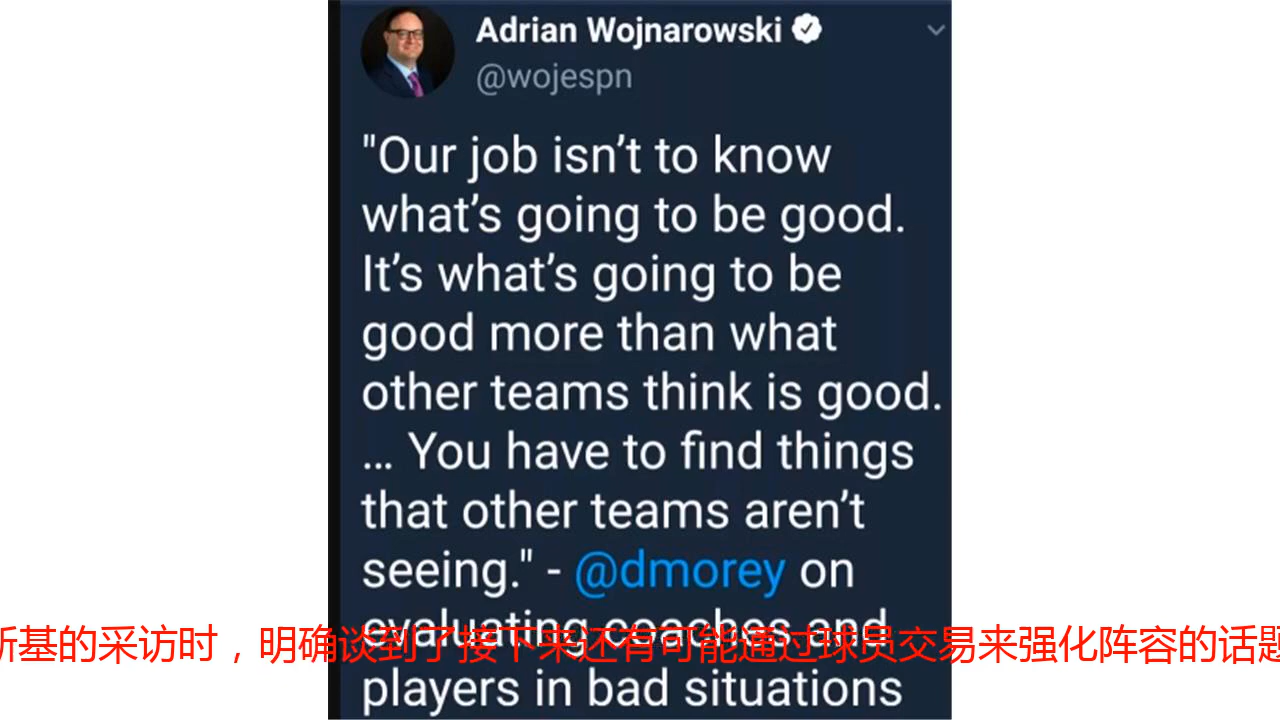 Adrian Wojnarowski
@wojespn
"Our job isn’t to know
what’s going to be good.
It’s what’s going to be
good more than what
other teams think is good.
... You have to find things
that other teams aren’t
seeing." - @dmorey on
evaluating coaches and
斯基的采访时，明确谈到了接下来还有可能通过球员交易来强化阵容的话题
players in bad situations